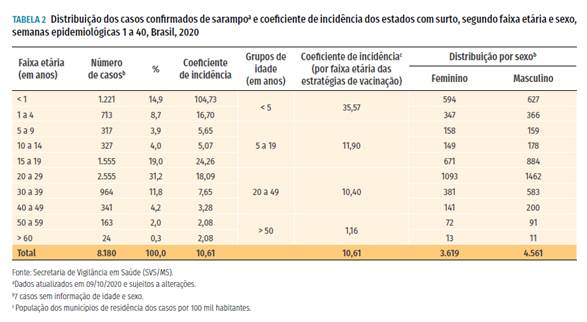 TABELA 2 Distribuição dos casos confirmados de sarampoª e coeficiente de incidência dos estados com surto, segundo faixa etária e sexo,
semanas epidemiológicas 1 a 40, Brasil, 2020
Faixa etária (em anos) Número de casosᵇ % Coeficiente de incidência Grupos de idade (em anos) Coeficiente de incidênciaᶜ (por faixa etária das estratégias de vacinação) Distribuição por sexoᵇ
Feminino Masculino
< 1 1.221 14,9 104,73 < 5 35,57 594 627
1 a 4 713 8,7 16,70 347 366
5 a 9 317 3,9 5,65 5 a 19 11,90 158 159
10 a 14 327 4,0 5,07 149 178
15 a 19 1.555 19,0 24,26 671 884
20 a 29 2.555 31,2 18,09 20 a 49 10,40 1093 1462
30 a 39 964 11,8 7,65 381 583
40 a 49 341 4,2 3,28 141 200
50 a 59 163 2,0 2,08 > 50 1,16 72 91
> 60 24 0,3 2,08 13 11
Total 8.180 100,0 10,61 10,61 3.619 4.561
Fonte: Secretaria de Vigilância em Saúde (SVS/MS).
ªDados atualizados em 09/10/2020 e sujeitos a alterações.
ᵇ7 casos sem informação de idade e sexo.
ᶜ População dos municípios de residência dos casos por 100 mil habitantes.